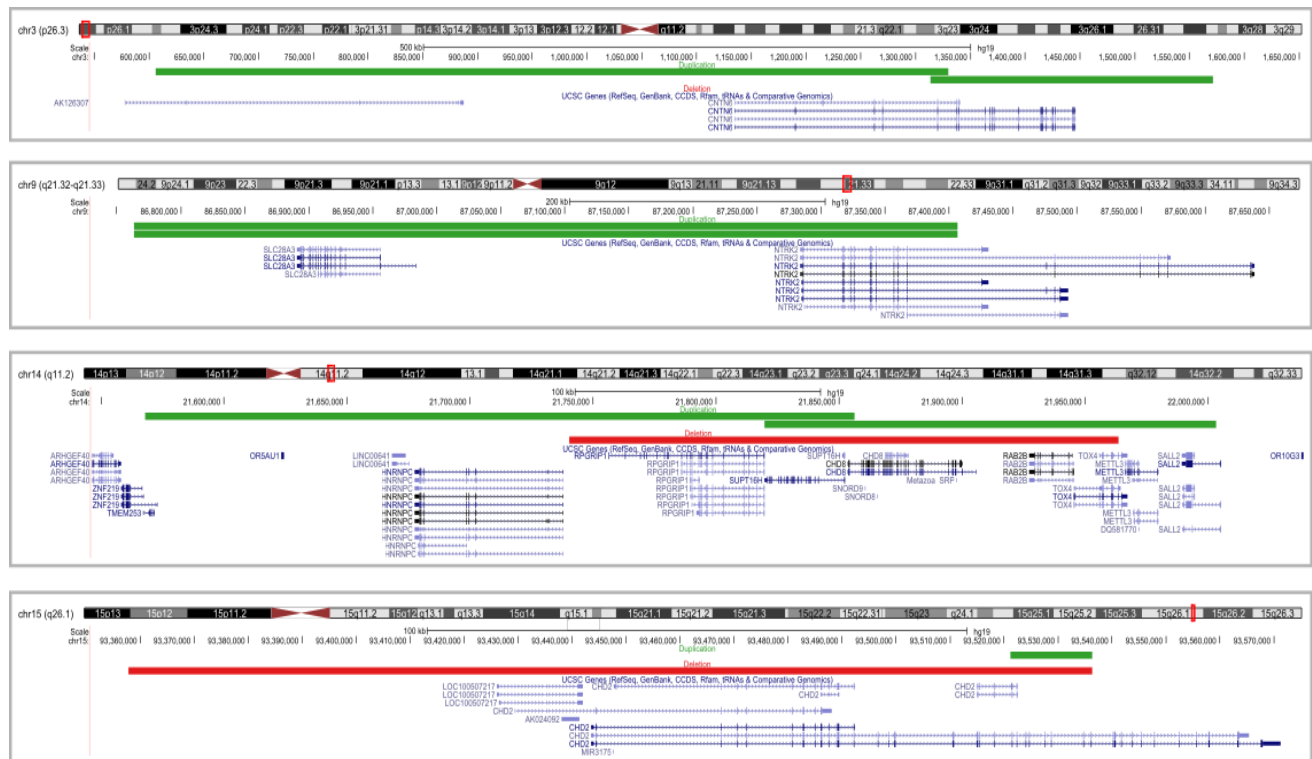 chr3 (p26.3) p26.1 3p24.3 p24.1 p22.3 p22.1 3p21.31 p14.3 3p14.2 3p14.1 3p13 3p12.3 12.2 12.1 q11.2 21.3 q22.1 3q23 3q24 3q26.1 26.31 3q28 3q29
Scale 500 kb hg19
chr3: 600,000 650,000 700,000 750,000 800,000 850,000 900,000 950,000 1,000,000 1,050,000 1,100,000 1,150,000 1,200,000 1,250,000 1,300,000 1,350,000 1,400,000 1,450,000 1,500,000 1,550,000 1,600,000 1,650,000
Duplication
Deletion
UCSC Genes (RefSeq, GenBank, CCDS, Rfam, tRNAs & Comparative Genomics)
AK126307 CNTN6
CNTN6
CNTN6
CNTN6
chr9 (q21.32-q21.33) 24.2 9p24.1 9p23 22.3 9p21.3 9p21.1 p13.3 13.1 9p12 9p11.2 9q12 9q13 21.11 9q21.13 21.33 22.33 9q31.1 q31.2 q31.3 9q32 9q33.1 q33.2 9q33.3 34.11 9q34.3
Scale 200 kb hg19
chr9: 86,800,000 86,850,000 86,900,000 86,950,000 87,000,000 87,050,000 87,100,000 87,150,000 87,200,000 87,250,000 87,300,000 87,350,000 87,400,000 87,450,000 87,500,000 87,550,000 87,600,000 87,650,000
Duplication
UCSC Genes (RefSeq, GenBank, CCDS, Rfam, tRNAs & Comparative Genomics)
SLC28A3 NTRK2
SLC28A3 NTRK2
SLC28A3 NTRK2
SLC28A3 NTRK2
NTRK2
NTRK2
NTRK2
NTRK2
NTRK2
chr14 (q11.2) 14p13 14p12 14p11.2 14q11.2 14q12 13.1 14q21.1 14q21.2 14q21.3 14q22.1 q22.3 14q23.1 q23.2 q23.3 q24.1 14q24.2 14q24.3 14q31.1 14q31.3 q32.12 14q32.2 q32.33
Scale 100 kb hg19
chr14: 21,600,000 21,650,000 21,700,000 21,750,000 21,800,000 21,850,000 21,900,000 21,950,000 22,000,000
Duplication
Deletion
UCSC Genes (RefSeq, GenBank, CCDS, Rfam, tRNAs & Comparative Genomics)
ARHGEF40 OR5AU1 LINC00641 RPGRIP1 SUPT16H CHD8 RAB2B TOX4 SALL2 OR10G3
ARHGEF40 LINC00641 RPGRIP1 CHD8 RAB2B METTL3 SALL2
ARHGEF40 HNRNPC RPGRIP1 CHD8 RAB2B METTL3
ARHGEF40 HNRNPC RPGRIP1 SUPT16H Metazoa SRP RAB2B METTL3
ZNF219 HNRNPC RPGRIP1 SNORD9 TOX4 SALL2
ZNF219 HNRNPC RPGRIP1 SNORD8 TOX4 SALL2
ZNF219 HNRNPC RPGRIP1 TOX4 SALL2
TMEM253 HNRNPC RPGRIP1 METTL3
HNRNPC METTL3
HNRNPC DQ581770 SALL2
HNRNPC
HNRNPC
HNRNPC
chr15 (q26.1) 15p13 15p12 15p11.2 15q11.2 15q12 q13.1 q13.3 15q14 q15.1 15q21.1 15q21.2 15q21.3 15q22.2 15q22.31 15q23 q24.1 15q25.1 15q25.2 15q25.3 15q26.1 15q26.2 15q26.3
Scale 100 kb hg19
chr15: 93,360,000 93,370,000 93,380,000 93,390,000 93,400,000 93,410,000 93,420,000 93,430,000 93,440,000 93,450,000 93,460,000 93,470,000 93,480,000 93,490,000 93,500,000 93,510,000 93,520,000 93,530,000 93,540,000 93,550,000 93,560,000 93,570,000
Duplication
Deletion
UCSC Genes (RefSeq, GenBank, CCDS, Rfam, tRNAs & Comparative Genomics)
LOC100507217 CHD2 CHD2
LOC100507217 CHD2 CHD2
LOC100507217
CHD2
AK024092
CHD2
CHD2
CHD2
MIR3175